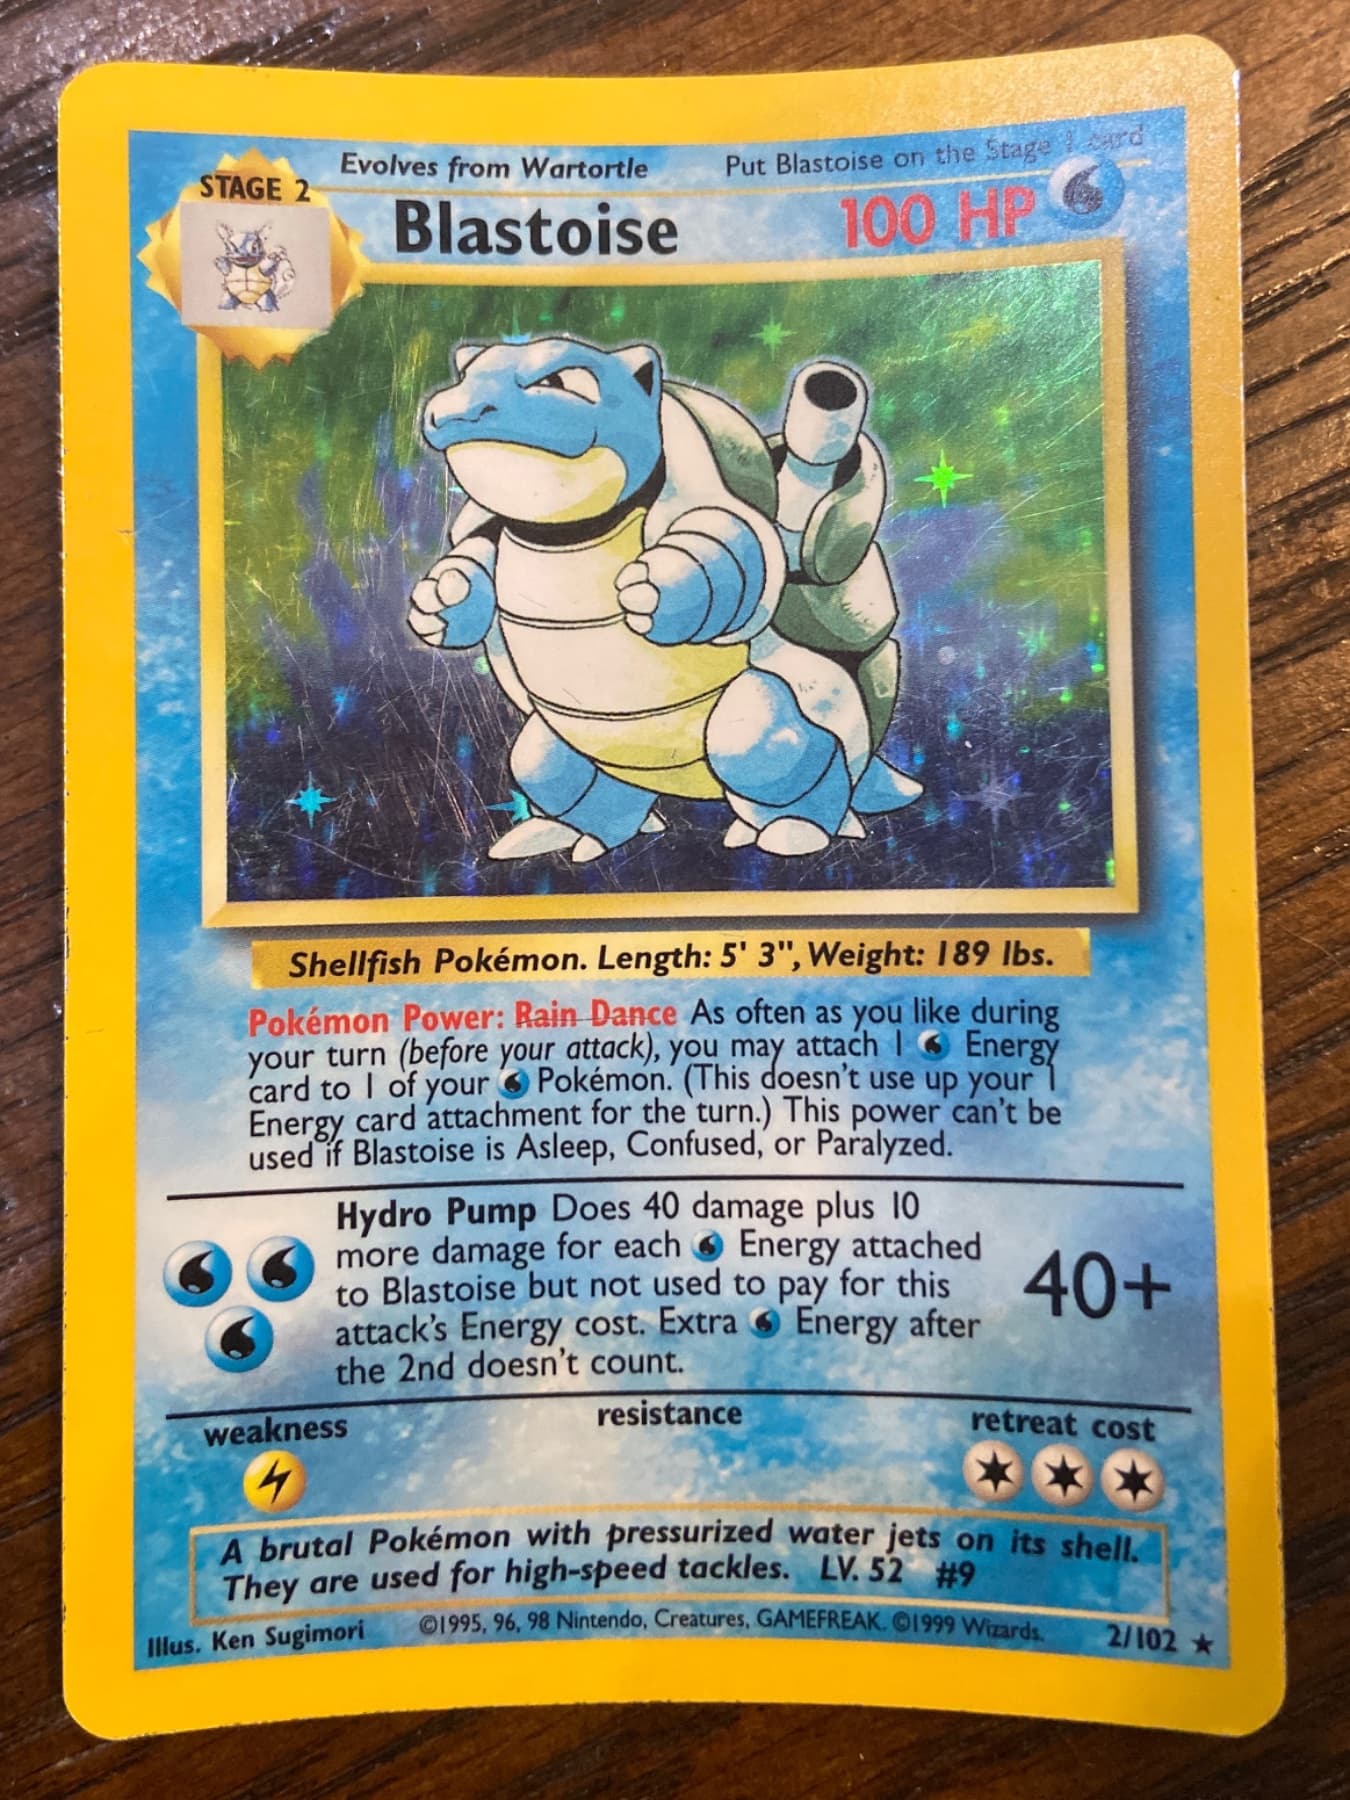 Evolves from Wartortle Put Blastoise on the Stage 1 card
STAGE 2
Blastoise 100 HP
Shellfish Pokémon. Length: 5' 3", Weight: 189 lbs.
Pokémon Power: Rain Dance As often as you like during
your turn (before your attack), you may attach 1 Energy
card to 1 of your Pokémon. (This doesn't use up your 1
Energy card attachment for the turn.) This power can't be
used if Blastoise is Asleep, Confused, or Paralyzed.
Hydro Pump Does 40 damage plus 10
more damage for each Energy attached
to Blastoise but not used to pay for this
attack's Energy cost. Extra Energy after
the 2nd doesn't count.
40+
weakness resistance retreat cost
A brutal Pokémon with pressurized water jets on its shell.
They are used for high-speed tackles. LV. 52 #9
Illus. Ken Sugimori ©1995, 96, 98 Nintendo, Creatures, GAMEFREAK. ©1999 Wizards. 2/102 ★